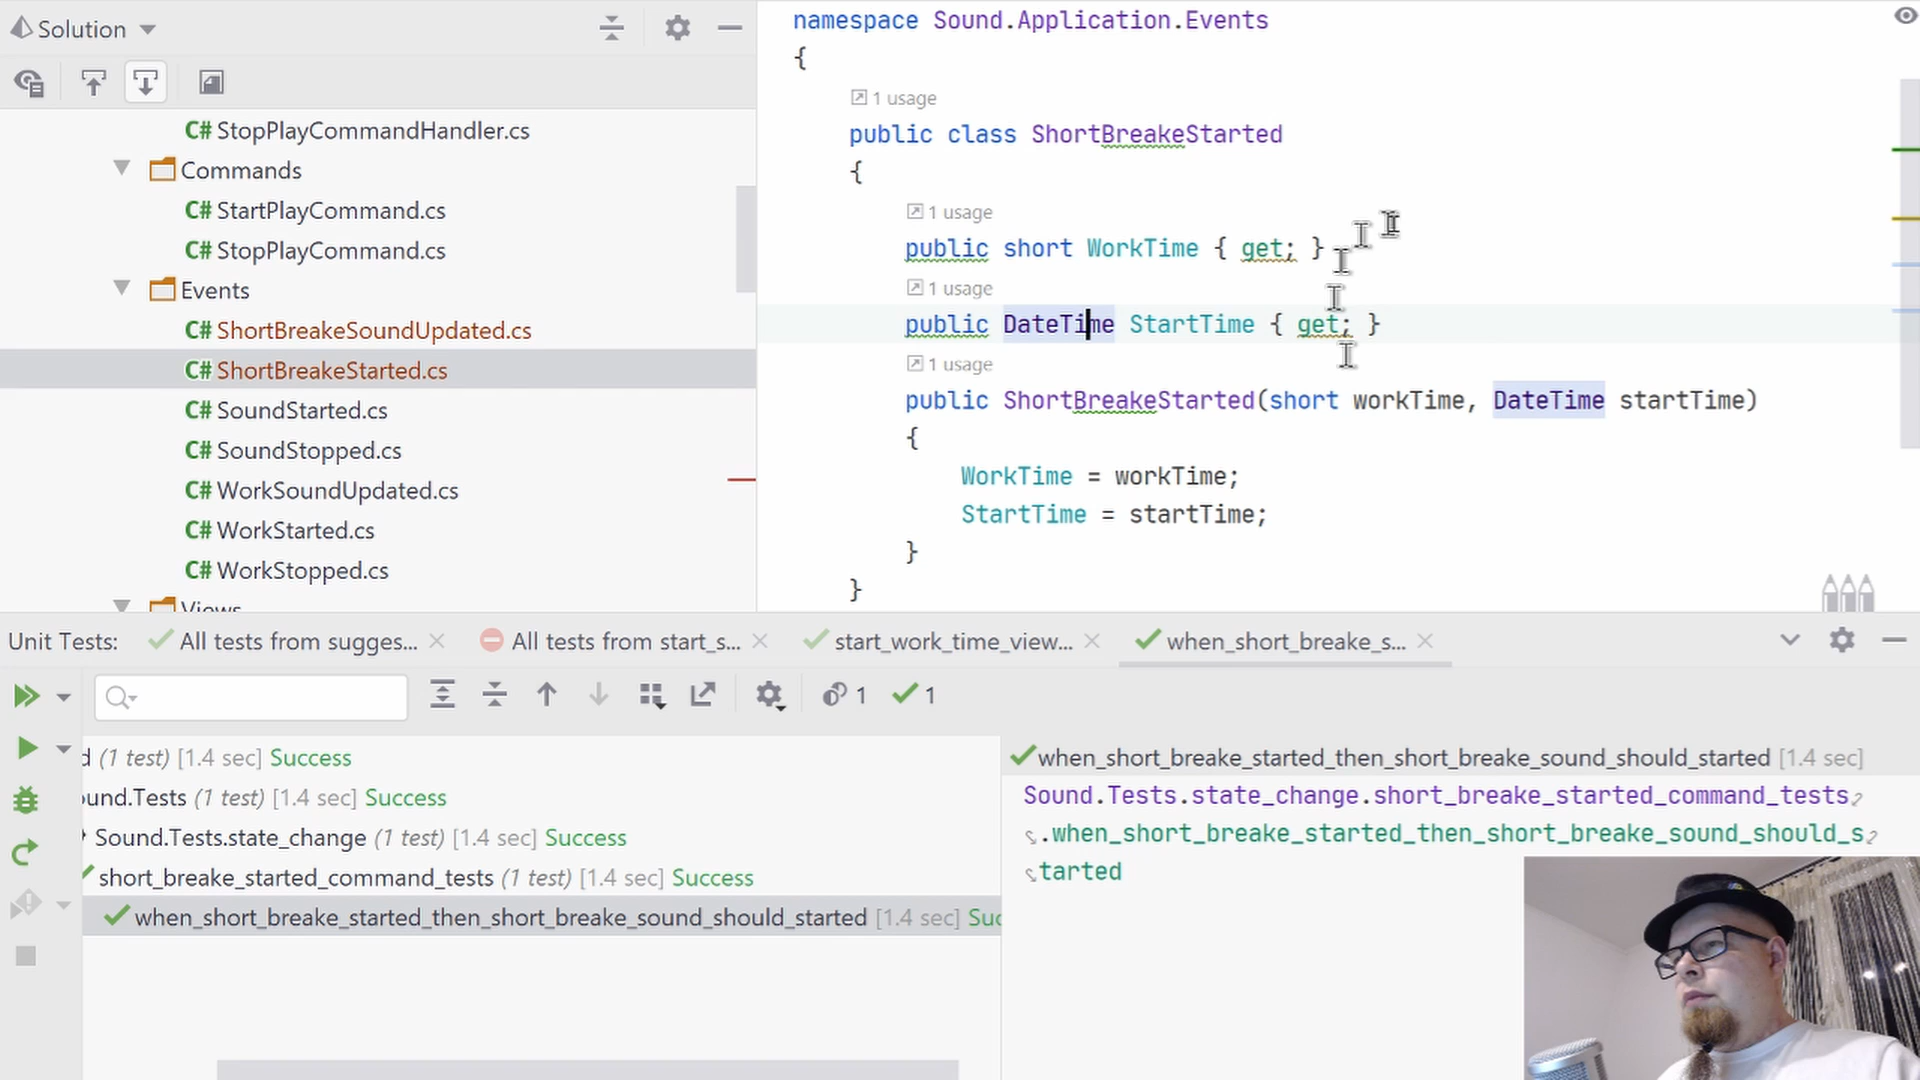 Solution
C# StopPlayCommandHandler.cs
Commands
C# StartPlayCommand.cs
C# StopPlayCommand.cs
Events
C# ShortBreakeSoundUpdated.cs
C# ShortBreakeStarted.cs
C# SoundStarted.cs
C# SoundStopped.cs
C# WorkSoundUpdated.cs
C# WorkStarted.cs
C# WorkStopped.cs
Views
namespace Sound.Application.Events
{
1 usage
public class ShortBreakeStarted
{
1 usage
public short WorkTime { get; }
1 usage
public DateTime StartTime { get; }
1 usage
public ShortBreakeStarted(short workTime, DateTime startTime)
{
WorkTime = workTime;
StartTime = startTime;
}
}
Unit Tests: All tests from sugges... All tests from start_s... start_work_time_view... when_short_breake_s...
1 1
d (1 test) [1.4 sec] Success
ound.Tests (1 test) [1.4 sec] Success
Sound.Tests.state_change (1 test) [1.4 sec] Success
short_breake_started_command_tests (1 test) [1.4 sec] Success
when_short_breake_started_then_short_breake_sound_should_started [1.4 sec] Suc
when_short_breake_started_then_short_breake_sound_should_started [1.4 sec]
Sound.Tests.state_change.short_breake_started_command_tests
.when_short_breake_started_then_short_breake_sound_should_s
tarted